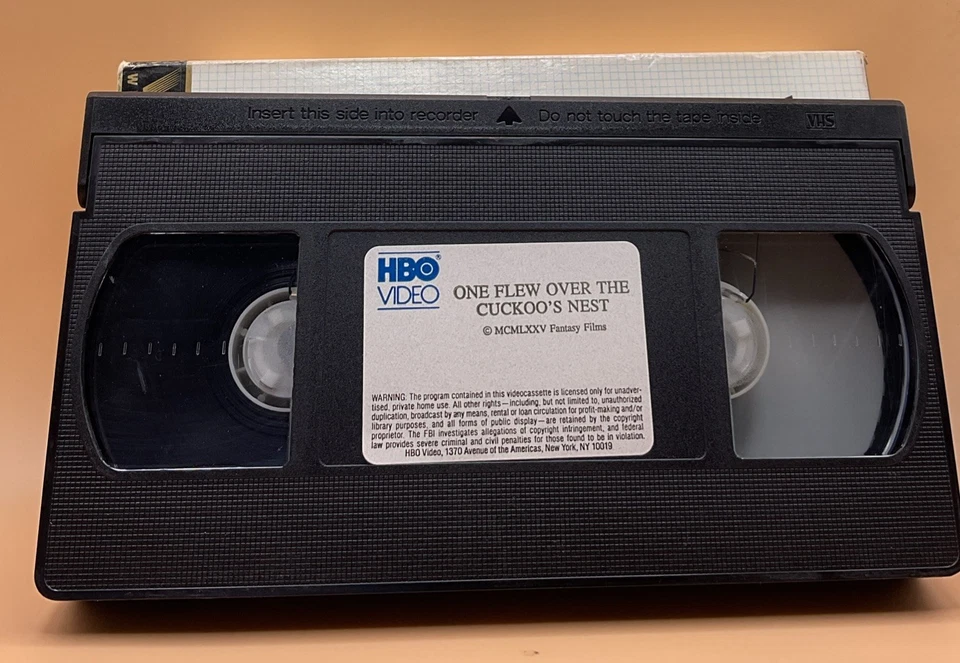 W
Insert this side into recorder Do not touch the tape inside VHS
HBO®
VIDEO
ONE FLEW OVER THE
CUCKOO'S NEST
© MCMLXXV Fantasy Films
WARNING: The program contained in this videocassette is licensed only for unadver-
tised, private home use. All other rights—including, but not limited to, unauthorized
duplication, broadcast by any means, rental or loan circulation for profit-making and/or
library purposes, and all forms of public display—are retained by the copyright
proprietor. The FBI investigates allegations of copyright infringement, and federal
law provides severe criminal and civil penalties for those found to be in violation.
HBO Video, 1370 Avenue of the Americas, New York, NY 10019